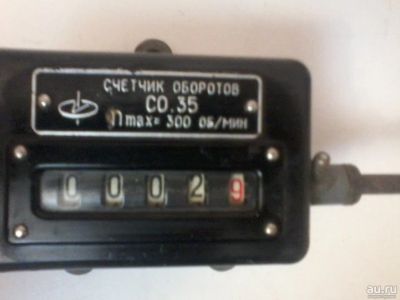 СЧЕТЧИК ОБОРОТОВ
СО.35
n max= 300 ОБ/МИН
00029
au.ru